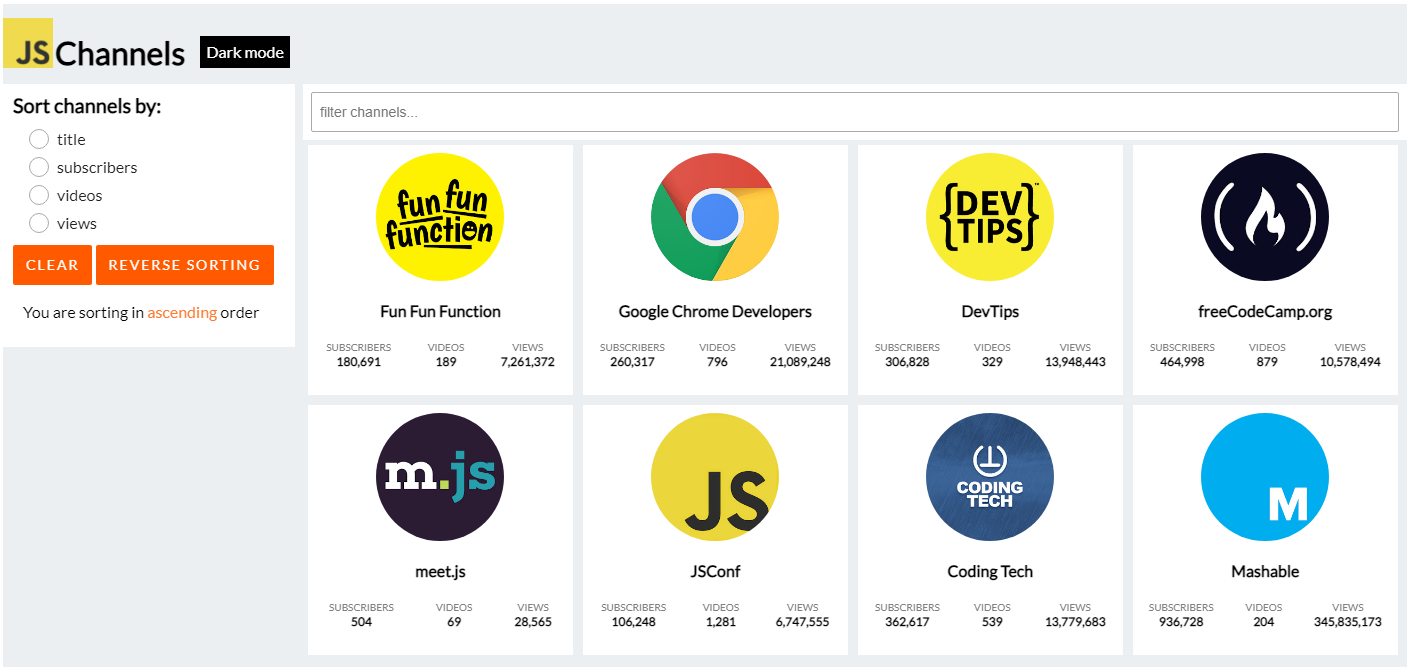 JS Channels Dark mode
Sort channels by:
title
subscribers
videos
views
CLEAR REVERSE SORTING
You are sorting in ascending order
filter channels...
fun fun function
DEV TIPS ™
Fun Fun Function
SUBSCRIBERS VIDEOS VIEWS
180,691 189 7,261,372
Google Chrome Developers
SUBSCRIBERS VIDEOS VIEWS
260,317 796 21,089,248
DevTips
SUBSCRIBERS VIDEOS VIEWS
306,828 329 13,948,443
freeCodeCamp.org
SUBSCRIBERS VIDEOS VIEWS
464,998 879 10,578,494
m.js
meet.js
SUBSCRIBERS VIDEOS VIEWS
504 69 28,565
JS
JSConf
SUBSCRIBERS VIDEOS VIEWS
106,248 1,281 6,747,555
CODING
TECH
Coding Tech
SUBSCRIBERS VIDEOS VIEWS
362,617 539 13,779,683
M
Mashable
SUBSCRIBERS VIDEOS VIEWS
936,728 204 345,835,173